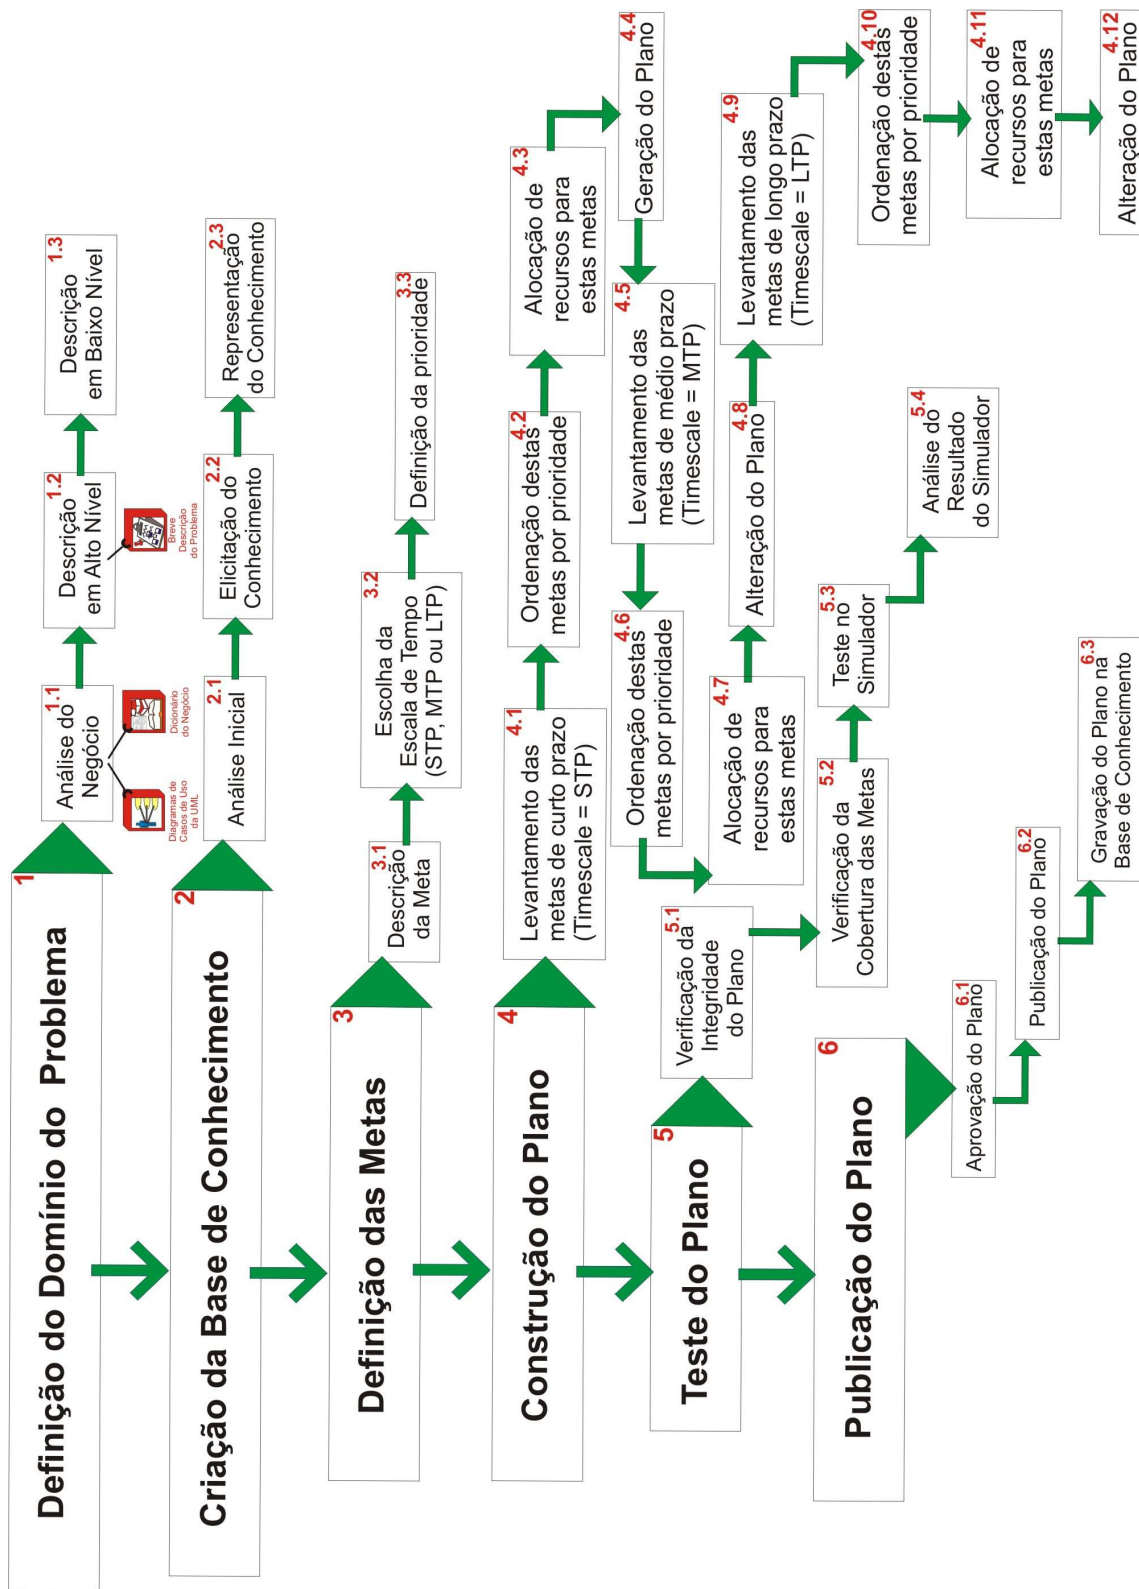 1
Definição do Domínio do Problema
1.1
Análise do
Negócio
Diagramas de
Casos de Uso
da UML
Dicionário
do Negócio
1.2
Descrição
em Alto Nível
Breve
Descrição
do Problema
1.3
Descrição
em Baixo Nível
2
Criação da Base de Conhecimento
2.1
Análise Inicial
2.2
Elicitação do
Conhecimento
2.3
Representação
do Conhecimento
3
Definição das Metas
3.1
Descrição
da Meta
3.2
Escolha da
Escala de Tempo
(STP, MTP ou LTP)
3.3
Definição da prioridade
4
Construção do Plano
4.1
Levantamento das
metas de curto prazo
(Timescale = STP)
4.2
Ordenação destas
metas por prioridade
4.3
Alocação de
recursos para
estas metas
4.4
Geração do Plano
4.5
Levantamento das
metas de médio prazo
(Timescale = MTP)
4.6
Ordenação destas
metas por prioridade
4.7
Alocação de
recursos para
estas metas
4.8
Alteração do Plano
4.9
Levantamento das
metas de longo prazo
(Timescale = LTP)
4.10
Ordenação destas
metas por prioridade
4.11
Alocação de
recursos para
estas metas
4.12
Alteração do Plano
5
Teste do Plano
5.1
Verificação da
Integridade
do Plano
5.2
Verificação da
Cobertura das Metas
5.3
Teste no
Simulador
5.4
Análise do
Resultado
do Simulador
6
Publicação do Plano
6.1
Aprovação do Plano
6.2
Publicação do Plano
6.3
Gravação do Plano na
Base de Conhecimento